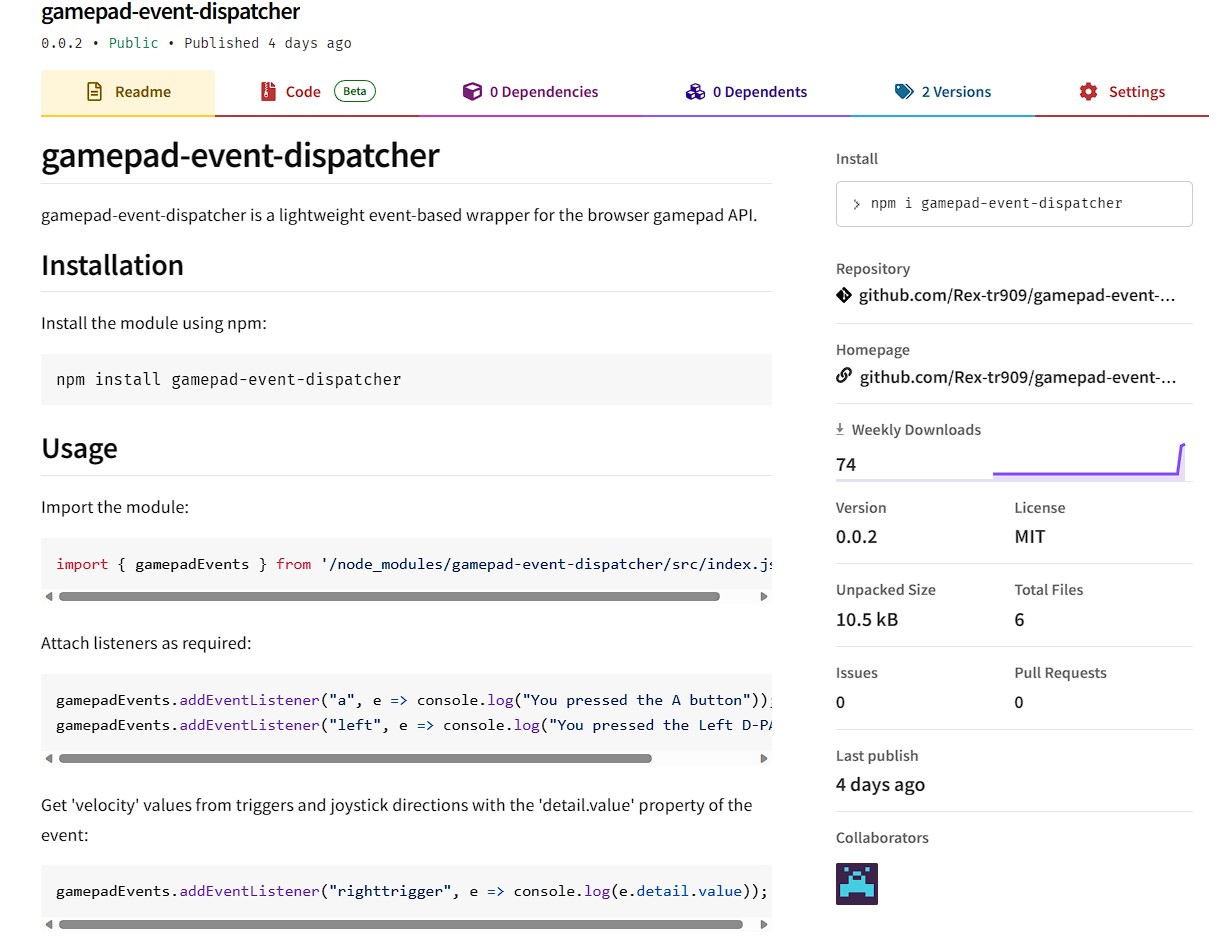 gamepad-event-dispatcher
0.0.2 • Public • Published 4 days ago
Readme
Code Beta
0 Dependencies
0 Dependents
2 Versions
Settings
gamepad-event-dispatcher
gamepad-event-dispatcher is a lightweight event-based wrapper for the browser gamepad API.
Installation
Install the module using npm:
npm install gamepad-event-dispatcher
Usage
Import the module:
import { gamepadEvents } from '/node_modules/gamepad-event-dispatcher/src/index.js
Attach listeners as required:
gamepadEvents.addEventListener("a", e => console.log("You pressed the A button"));
gamepadEvents.addEventListener("left", e => console.log("You pressed the Left D-PA
Get 'velocity' values from triggers and joystick directions with the 'detail.value' property of the
event:
gamepadEvents.addEventListener("righttrigger", e => console.log(e.detail.value));
Install
> npm i gamepad-event-dispatcher
Repository
github.com/Rex-tr909/gamepad-event-...
Homepage
github.com/Rex-tr909/gamepad-event-...
Weekly Downloads
74
Version
0.0.2
License
MIT
Unpacked Size
10.5 kB
Total Files
6
Issues
0
Pull Requests
0
Last publish
4 days ago
Collaborators